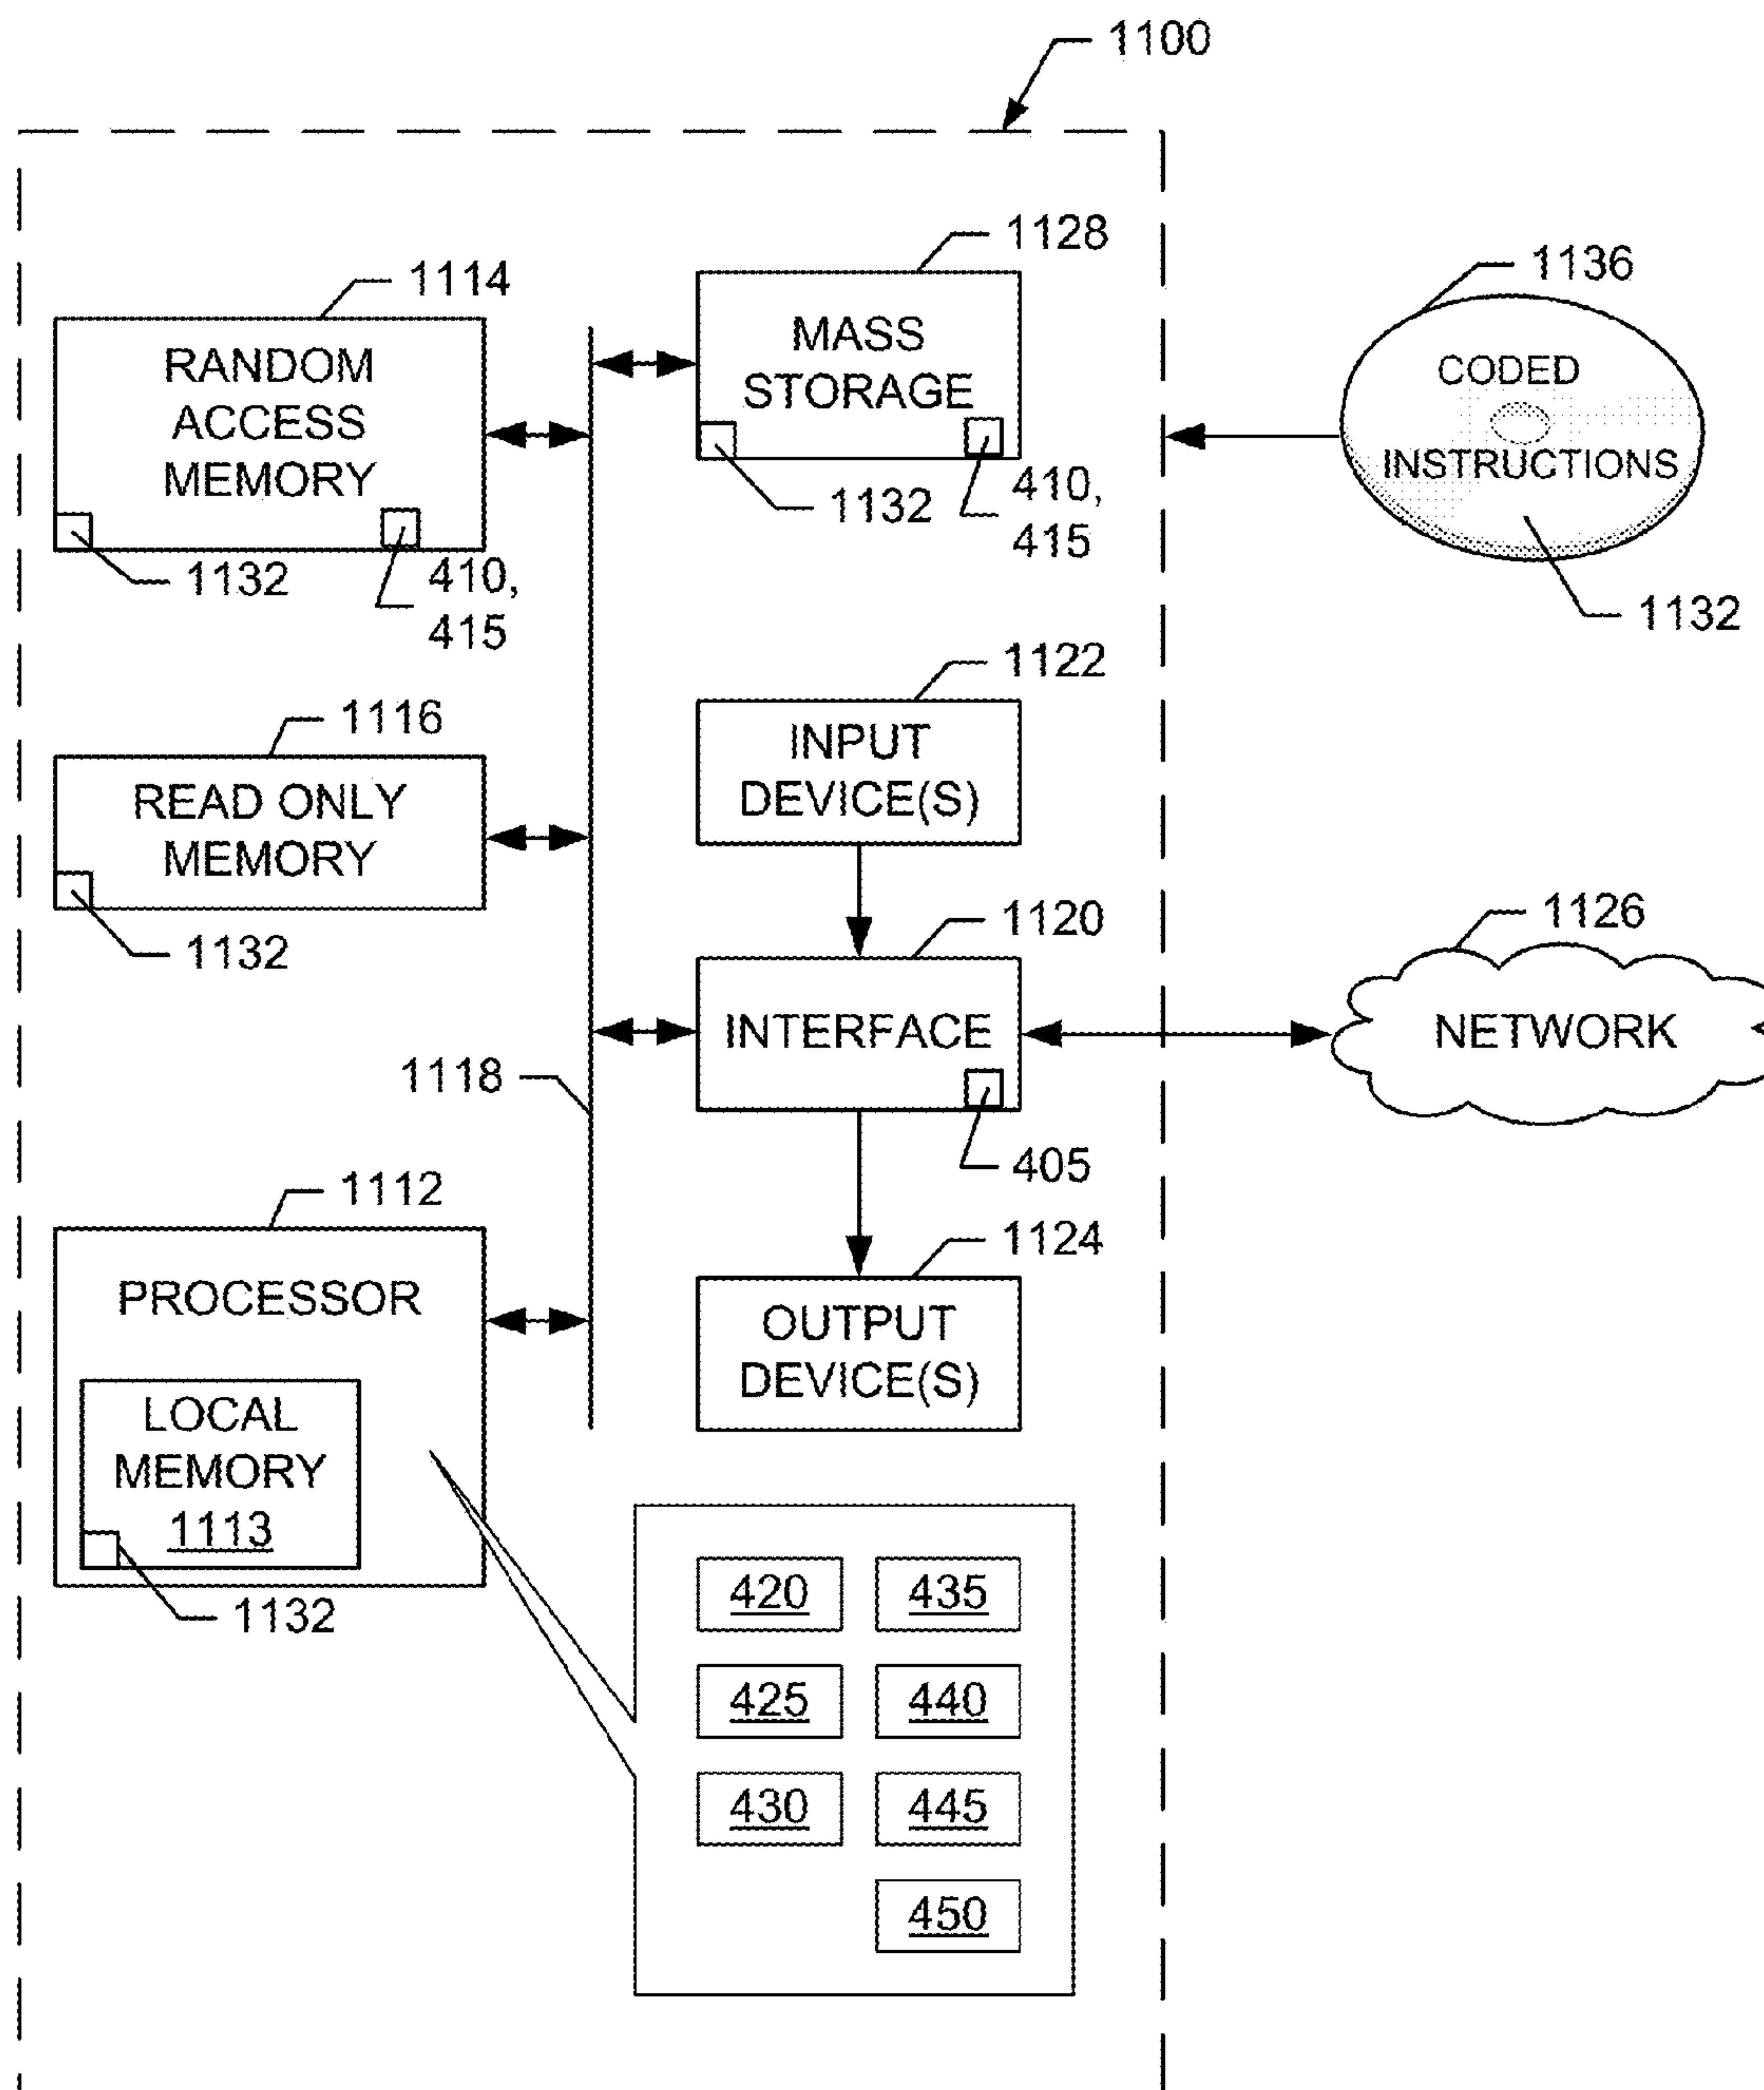 1100
1128
1114
1136
MASS
STORAGE
RANDOM
ACCESS
MEMORY
CODED
INSTRUCTIONS
1132
410,
415
1132
410,
415
1132
1122
1116
INPUT
DEVICE(S)
READ ONLY
MEMORY
1132
1120
1126
INTERFACE
NETWORK
1118
405
1112
1124
PROCESSOR
OUTPUT
DEVICE(S)
LOCAL
MEMORY
1113
1132
420
435
425
440
430
445
450